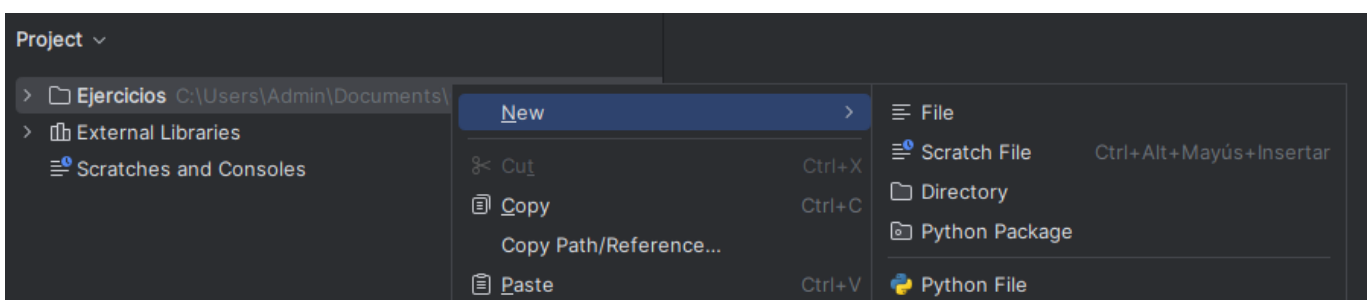 Project
Ejercicios C:\Users\Admin\Documents\
External Libraries
Scratches and Consoles
New
Cut Ctrl+X
Copy Ctrl+C
Copy Path/Reference...
Paste Ctrl+V
File
Scratch File Ctrl+Alt+Mayús+Insertar
Directory
Python Package
Python File